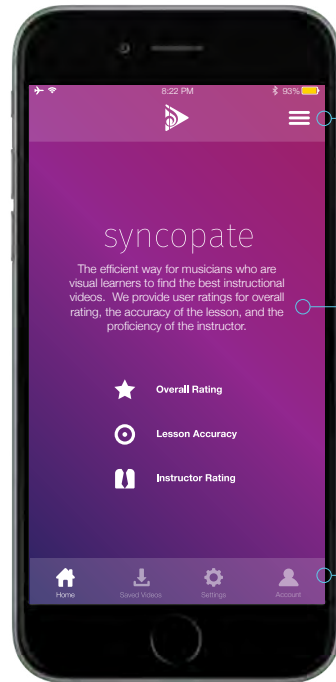 8:22 PM
93%
syncopate
The efficient way for musicians who are
visual learners to find the best instructional
videos. We provide user ratings for overall
rating, the accuracy of the lesson, and the
proficiency of the instructor.
Overall Rating
Lesson Accuracy
Instructor Rating
Home Saved Videos Settings Account